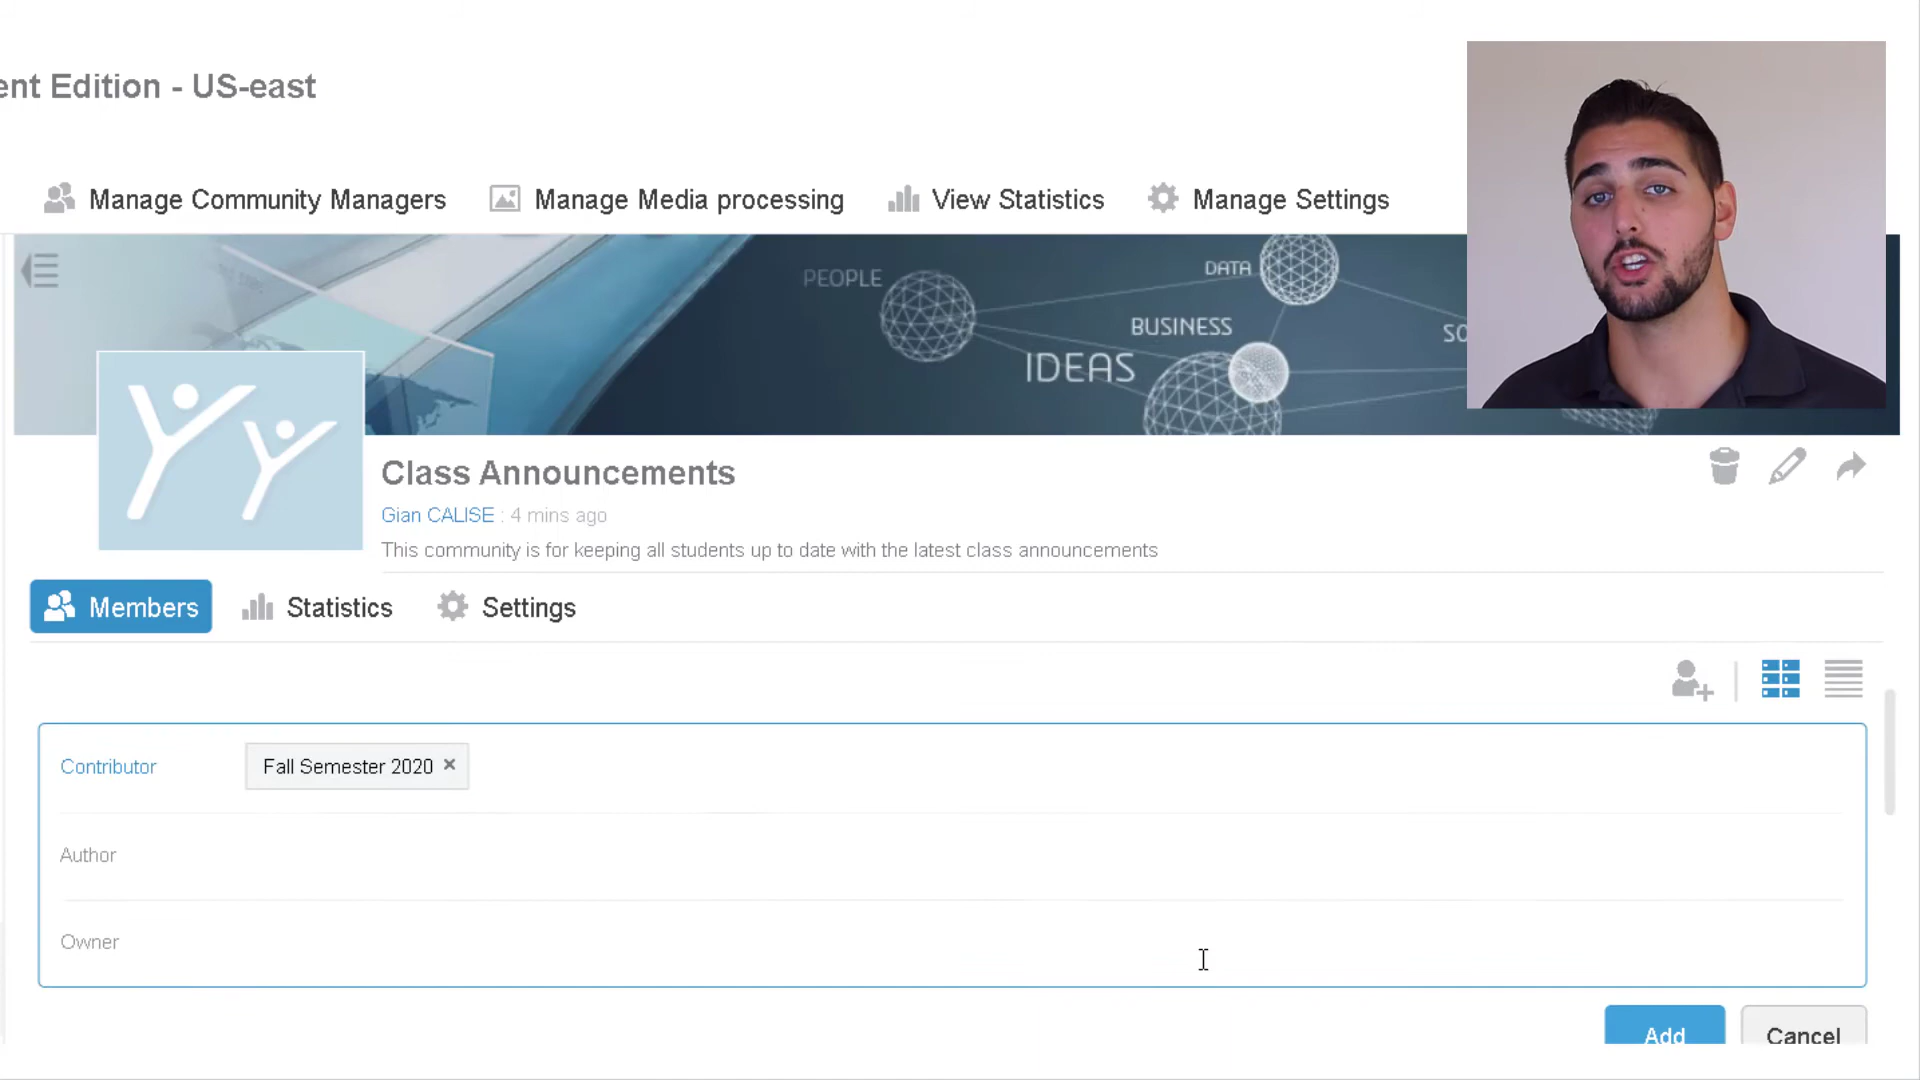 ent Edition - US-east
Manage Community Managers
Manage Media processing
View Statistics
Manage Settings
PEOPLE
DATA
BUSINESS
IDEAS
SO
Class Announcements
Gian CALISE : 4 mins ago
This community is for keeping all students up to date with the latest class announcements
Members
Statistics
Settings
Contributor
Fall Semester 2020 ×
Author
Owner
Add
Cancel